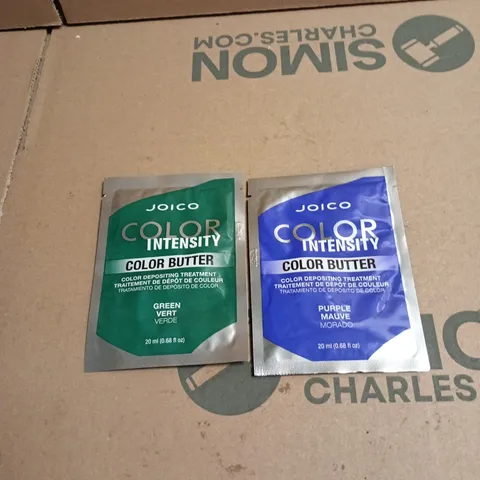 SIMON
CHARLES.COM
JOICO
COLOR
INTENSITY
COLOR BUTTER
COLOR DEPOSITING TREATMENT
TRAITEMENT DE DÉPÔT DE COULEUR
TRATAMIENTO DE DEPÓSITO DE COLOR
GREEN
VERT
VERDE
20 ml (0.68 fl oz)
JOICO
COLOR
INTENSITY
COLOR BUTTER
COLOR DEPOSITING TREATMENT
TRAITEMENT DE DÉPÔT DE COULEUR
TRATAMIENTO DE DEPÓSITO DE COLOR
PURPLE
MAUVE
MORADO
20 ml (0.68 fl oz)
MO
CHARLES.C